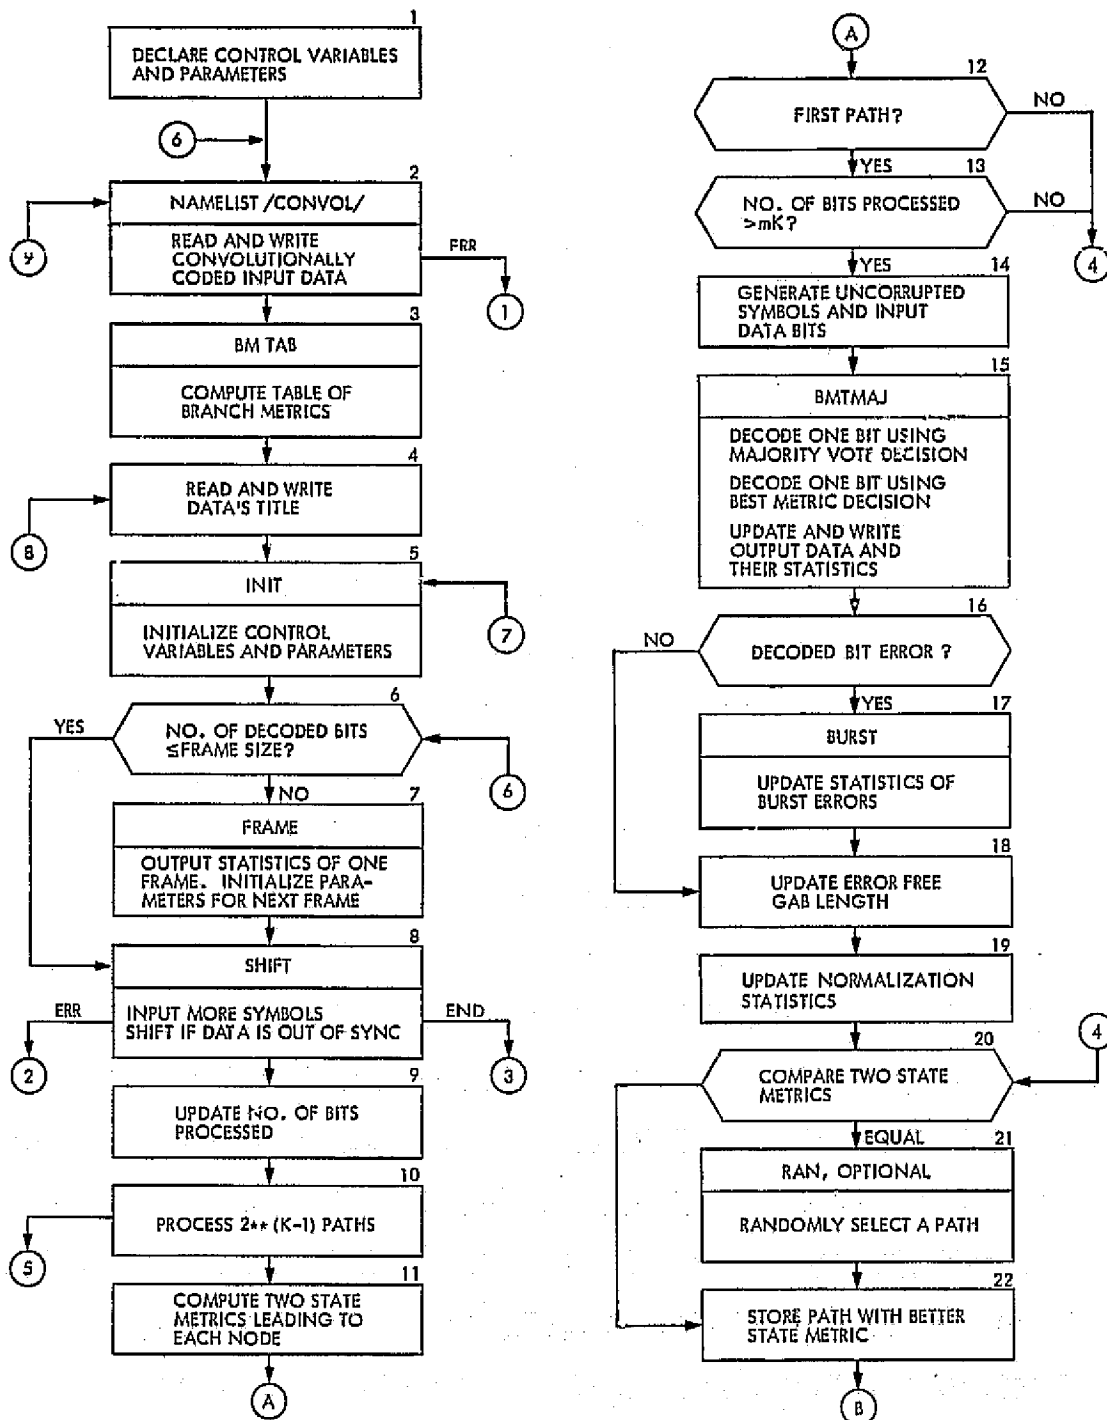 1
DECLARE CONTROL VARIABLES
AND PARAMETERS
6
2
NAMELIST /CONVOL/
9
READ AND WRITE
CONVOLUTIONALLY
CODED INPUT DATA
ERR
1
3
BM TAB
COMPUTE TABLE OF
BRANCH METRICS
4
READ AND WRITE
DATA'S TITLE
8
5
INIT
INITIALIZE CONTROL
VARIABLES AND PARAMETERS
7
6
YES
NO. OF DECODED BITS
≤FRAME SIZE?
6
NO
7
FRAME
OUTPUT STATISTICS OF ONE
FRAME. INITIALIZE PARA-
METERS FOR NEXT FRAME
8
SHIFT
ERR
INPUT MORE SYMBOLS
SHIFT IF DATA IS OUT OF SYNC
END
2
3
9
UPDATE NO. OF BITS
PROCESSED
10
PROCESS 2** (K-1) PATHS
5
11
COMPUTE TWO STATE
METRICS LEADING TO
EACH NODE
A
A
12
FIRST PATH?
NO
YES
13
NO. OF BITS PROCESSED
>mK?
NO
4
YES
14
GENERATE UNCORRUPTED
SYMBOLS AND INPUT
DATA BITS
15
BMTMAJ
DECODE ONE BIT USING
MAJORITY VOTE DECISION
DECODE ONE BIT USING
BEST METRIC DECISION
UPDATE AND WRITE
OUTPUT DATA AND
THEIR STATISTICS
16
NO
DECODED BIT ERROR ?
YES
17
BURST
UPDATE STATISTICS OF
BURST ERRORS
18
UPDATE ERROR FREE
GAB LENGTH
19
UPDATE NORMALIZATION
STATISTICS
20
4
COMPARE TWO STATE
METRICS
EQUAL
21
RAN, OPTIONAL
RANDOMLY SELECT A PATH
22
STORE PATH WITH BETTER
STATE METRIC
B